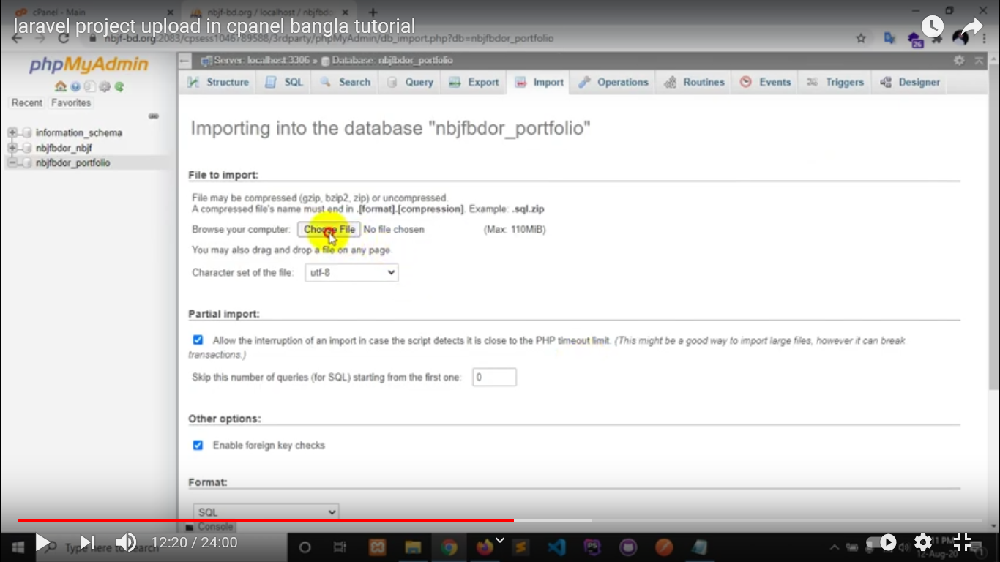 cPanel - Main
nbjf-bd.org / localhost / nbjfbdo
laravel project upload in cpanel bangla tutorial
nbjf-bd.org:2083/cpsess1046789588/3rdparty/phpMyAdmin/db_import.php?db=nbjfbdor_portfolio
26
phpMyAdmin
Server: localhost:3306 » Database: nbjfbdor_portfolio
Structure SQL Search Query Export Import Operations Routines Events Triggers Designer
Recent Favorites
information_schema
nbjfbdor_nbjf
nbjfbdor_portfolio
Importing into the database "nbjfbdor_portfolio"
File to import:
File may be compressed (gzip, bzip2, zip) or uncompressed.
A compressed file's name must end in .[format].[compression]. Example: .sql.zip
Browse your computer: Choose File No file chosen (Max: 110MiB)
You may also drag and drop a file on any page.
Character set of the file: utf-8
Partial import:
Allow the interruption of an import in case the script detects it is close to the PHP timeout limit. (This might be a good way to import large files, however it can break
transactions.)
Skip this number of queries (for SQL) starting from the first one: 0
Other options:
Enable foreign key checks
Format:
SQL
Console
12:20 / 24:00
Type here to search
PS
11 PM
12-Aug-20
1